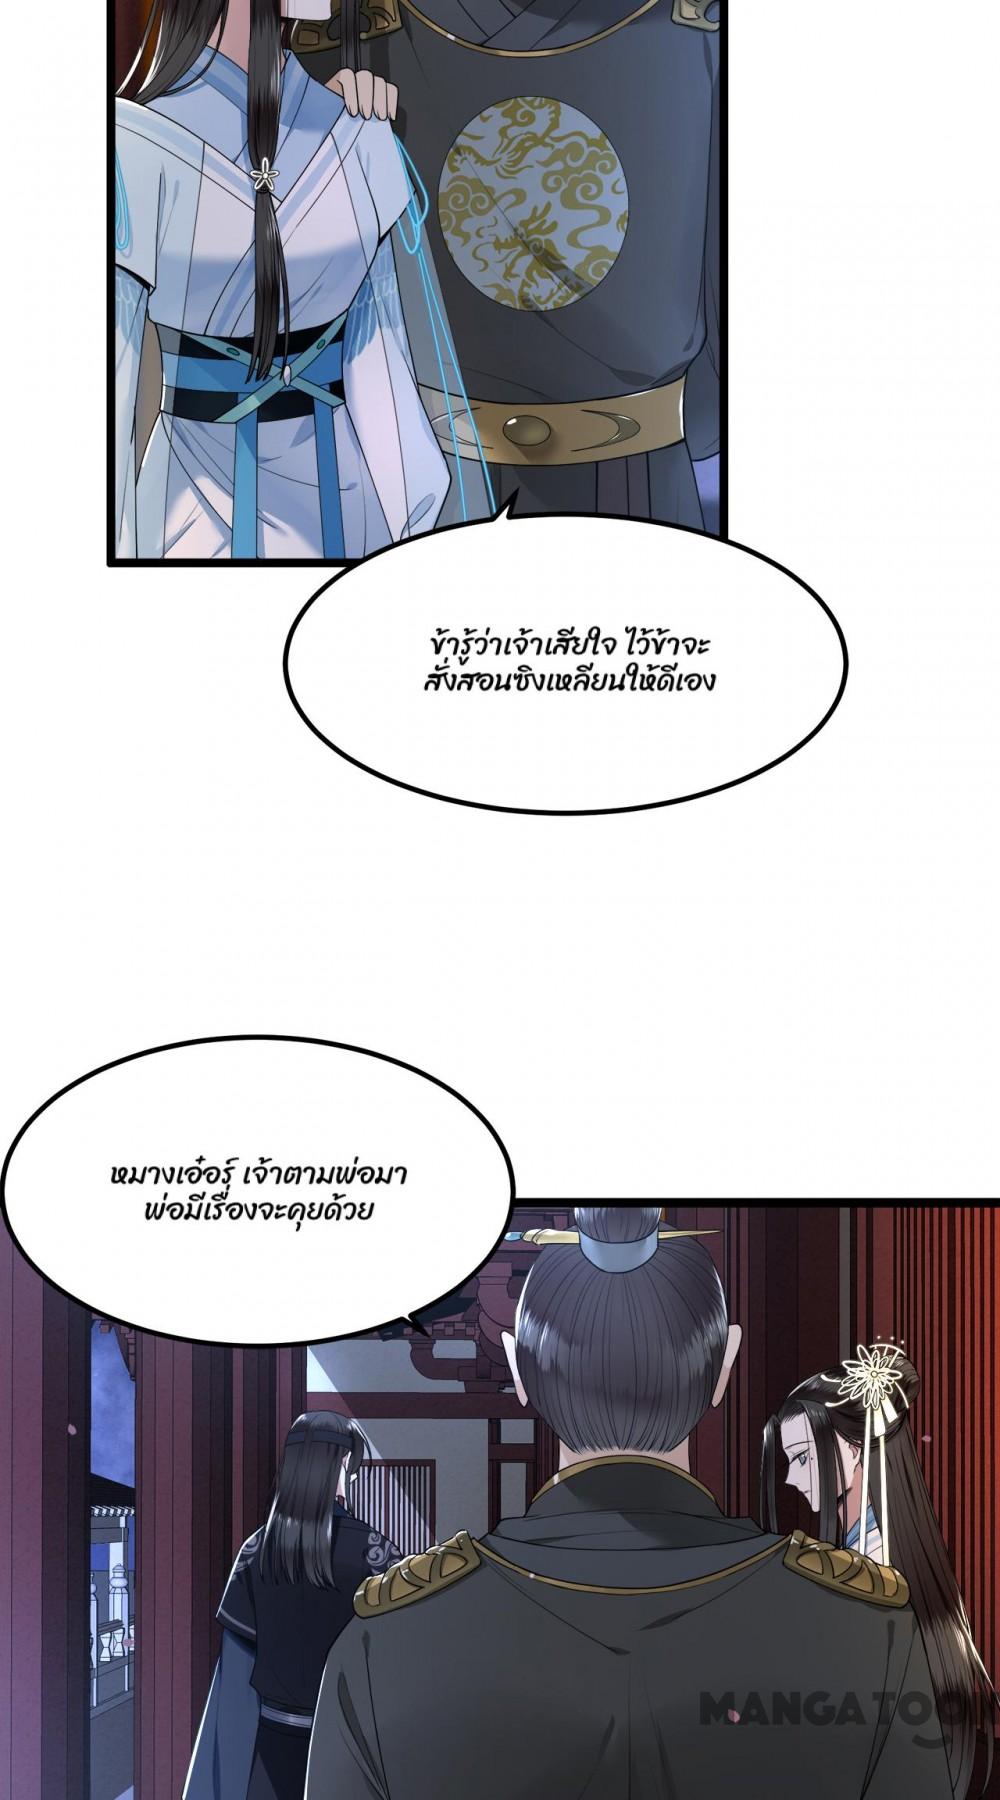 ข้ารู้ว่าเจ้าเสียใจ ไว้ข้าจะ
สั่งสอนซิงเหลียนให้ดีเอง
หมางเอ๋อร์ เจ้าตามพ่อมา
พ่อมีเรื่องจะคุยด้วย
MANGATOON